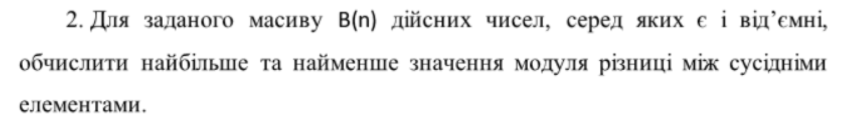 2. Для заданого масиву B(n) дійсних чисел, серед яких є і від’ємні,
обчислити найбільше та найменше значення модуля різниці між сусідніми
елементами.